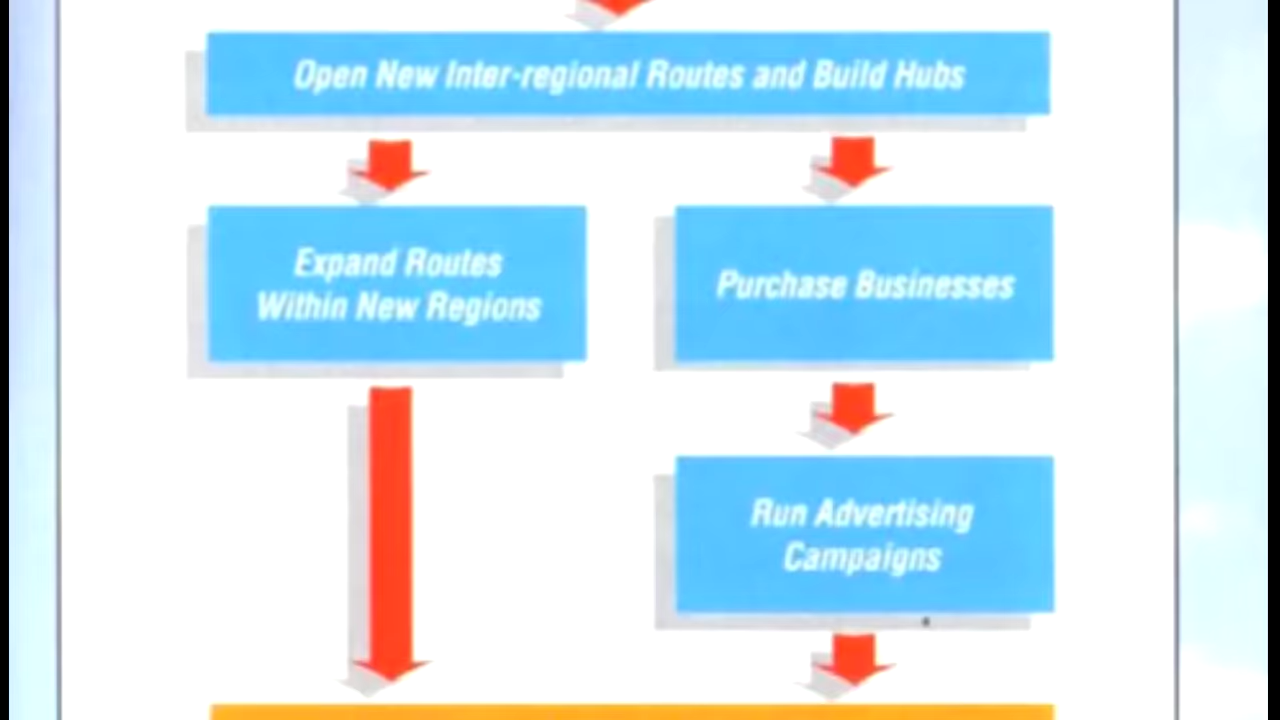 Open New Inter-regional Routes and Build Hubs
Expand Routes
Within New Regions
Purchase Businesses
Run Advertising
Campaigns